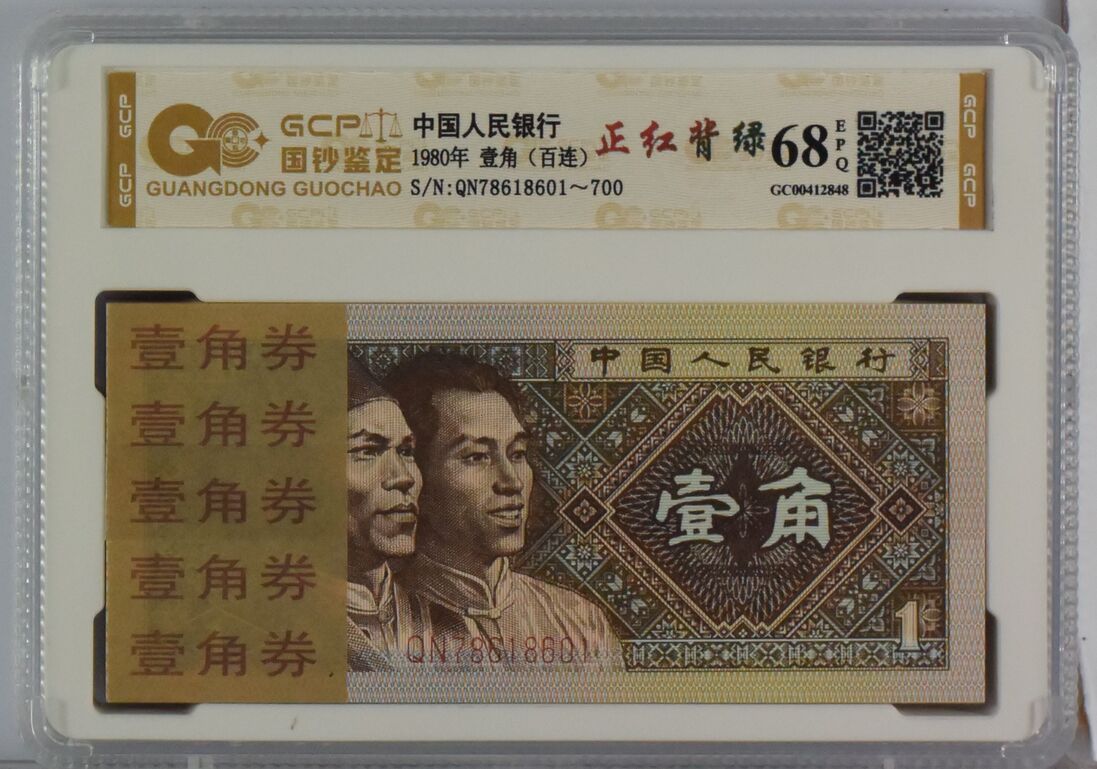 GCP GCP
GCP
国钞鉴定
GUANGDONG GUOCHAO
中国人民银行
1980年 壹角（百连）
S/N:QN78618601～700
正红背绿
68
EPQ
GC00412848
GCP GCP
壹角券
壹角券
壹角券
壹角券
壹角券
中国人民银行
壹角
1
QN78618601